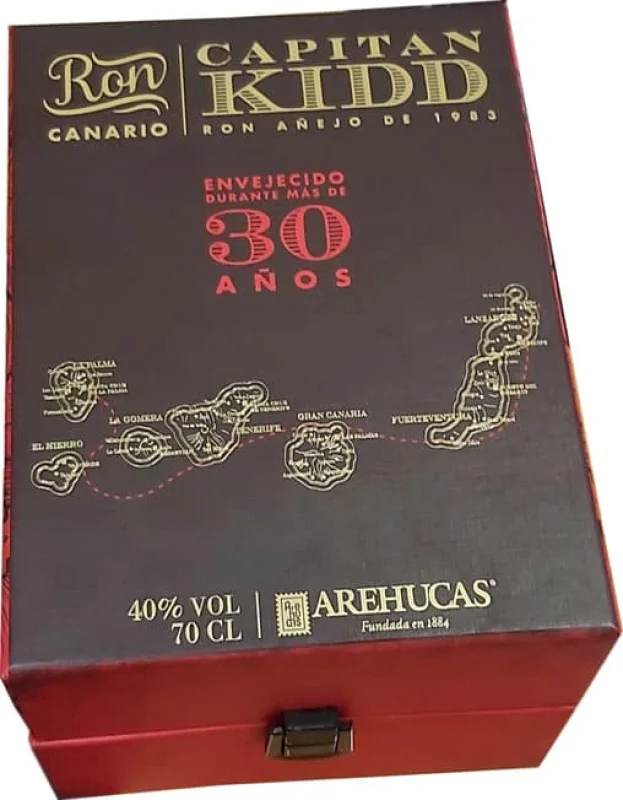 Ron
CANARIO
CAPITAN
KIDD
RON AÑEJO DE 1983
ENVEJECIDO
DURANTE MÁS DE
30
AÑOS
LA PALMA
LA GOMERA
EL HIERRO
TENERIFE
GRAN CANARIA
FUERTEVENTURA
LANZAROTE
40% VOL
70 CL
AREHUCAS®
Fundada en 1884